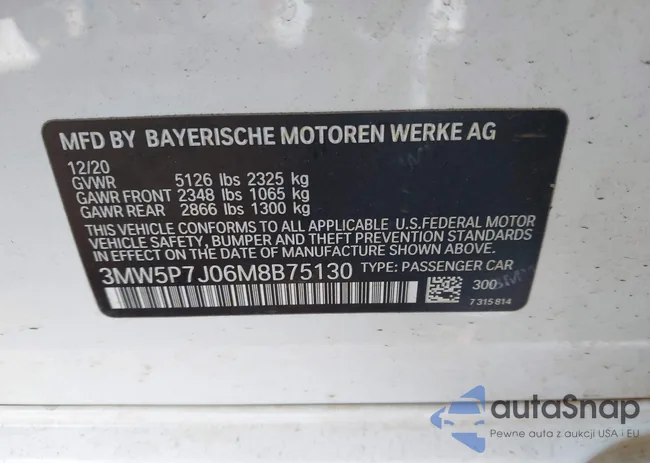 MFD BY BAYERISCHE MOTOREN WERKE AG
12/20
GVWR 5126 lbs 2325 kg
GAWR FRONT 2348 lbs 1065 kg
GAWR REAR 2866 lbs 1300 kg
THIS VEHICLE CONFORMS TO ALL APPLICABLE U.S.FEDERAL MOTOR
VEHICLE SAFETY, BUMPER AND THEFT PREVENTION STANDARDS
IN EFFECT ON THE DATE OF MANUFACTURE SHOWN ABOVE.
3MW5P7J06M8B75130 TYPE: PASSENGER CAR
300
7 315 814
autaSnap
Pewne auta z aukcji USA i EU